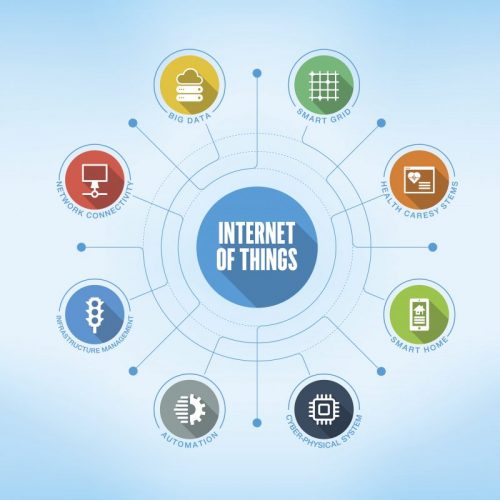 BIG DATA
SMART GRID
NETWORK CONNECTIVITY
HEALTH CARESY STEMS
INTERNET
OF THINGS
INFRASTRUCTURE MANAGEMENT
SMART HOME
AUTOMATION
CYBER-PHYSICAL SYSTEM